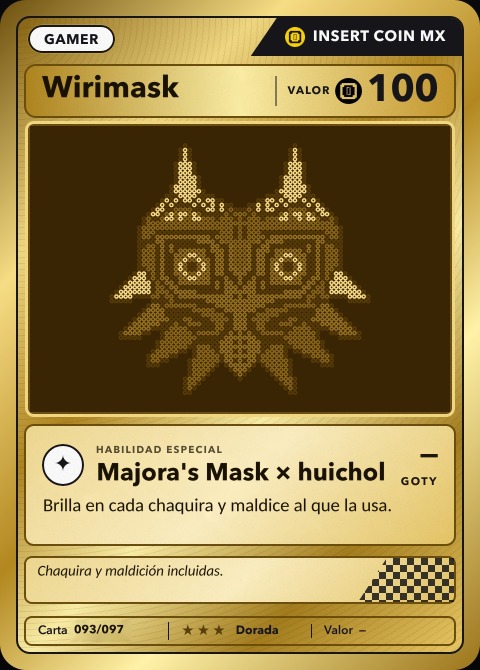 GAMER
INSERT COIN MX
Wirimask
VALOR 100
HABILIDAD ESPECIAL
Majora's Mask × huichol
—
GOTY
Brilla en cada chaquira y maldice al que la usa.
Chaquira y maldición incluidas.
Carta 093/097 ★ ★ ★ Dorada Valor —